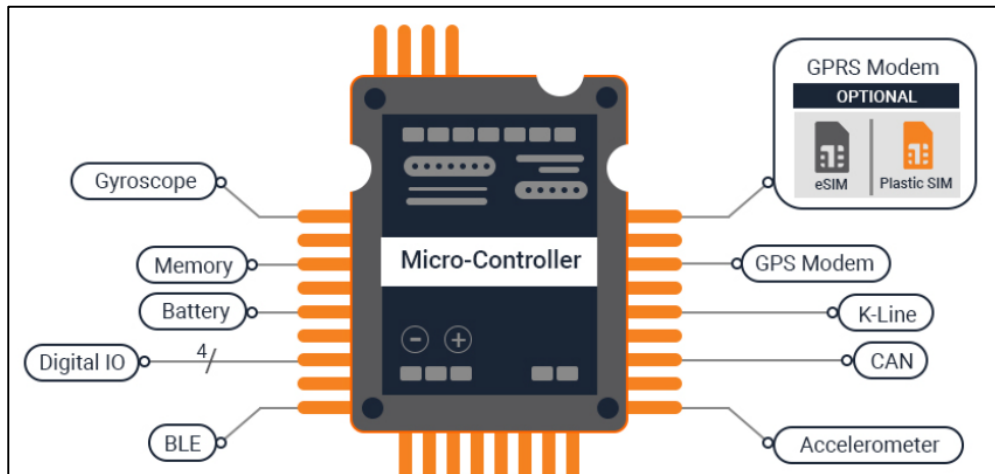 GPRS Modem
OPTIONAL
eSIM
Plastic SIM
Gyroscope
Memory
Battery
Digital IO
4
BLE
Micro-Controller
GPS Modem
K-Line
CAN
Accelerometer